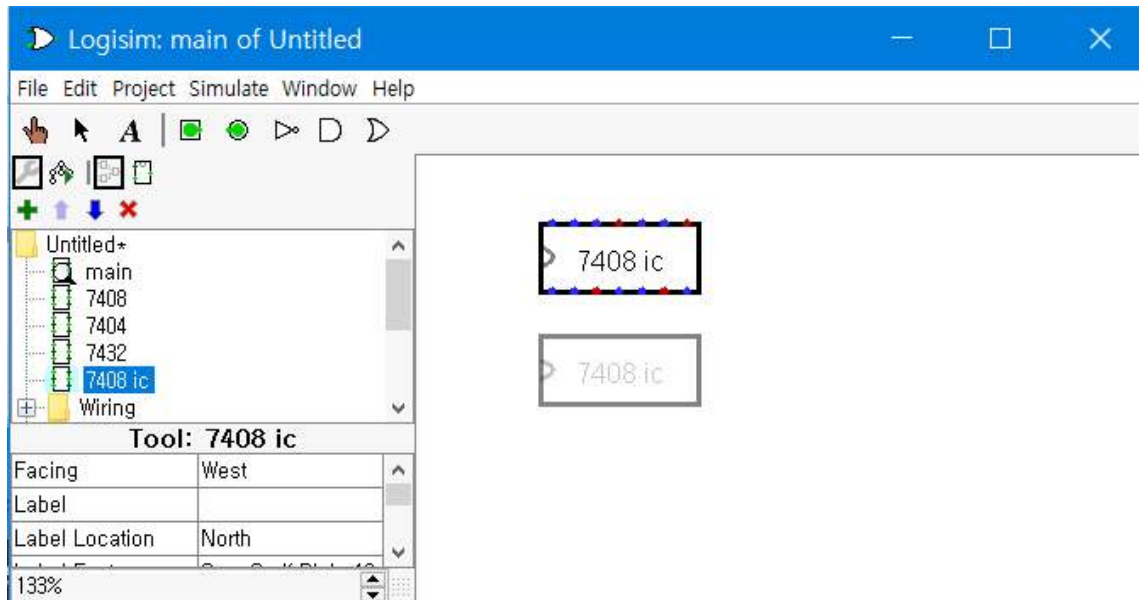 Logisim: main of Untitled
File Edit Project Simulate Window Help
A
Untitled*
main
7408
7404
7432
7408 ic
Wiring
Tool: 7408 ic
Facing West
Label
Label Location North
133%
7408 ic
7408 ic